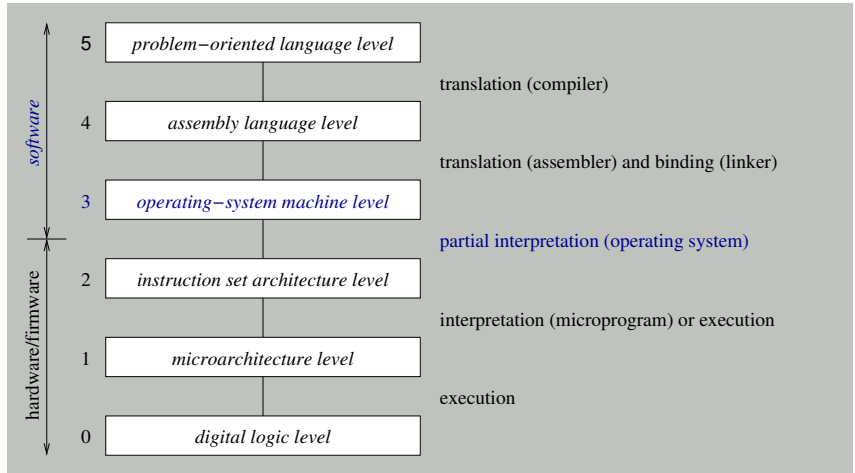 5 problem−oriented language level
translation (compiler)
4 assembly language level
translation (assembler) and binding (linker)
3 operating−system machine level
partial interpretation (operating system)
2 instruction set architecture level
interpretation (microprogram) or execution
1 microarchitecture level
execution
0 digital logic level
software
hardware/firmware